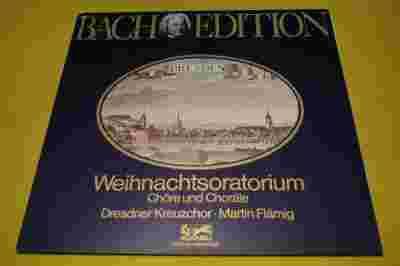 BACH EDITION
Weihnachtsoratorium
Chöre und Choräle
Dresdner Kreuzchor · Martin Flämig